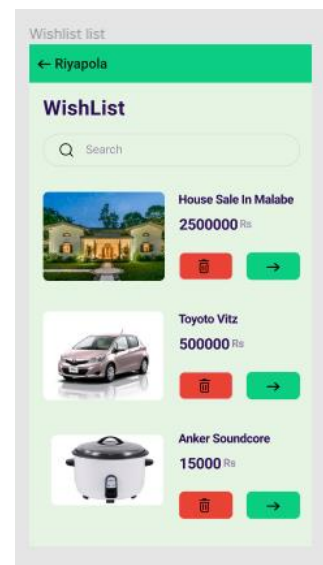 Wishlist list
← Riyapola
WishList
Search
House Sale In Malabe
2500000 Rs
→
Toyoto Vitz
500000 Rs
→
Anker Soundcore
15000 Rs
→